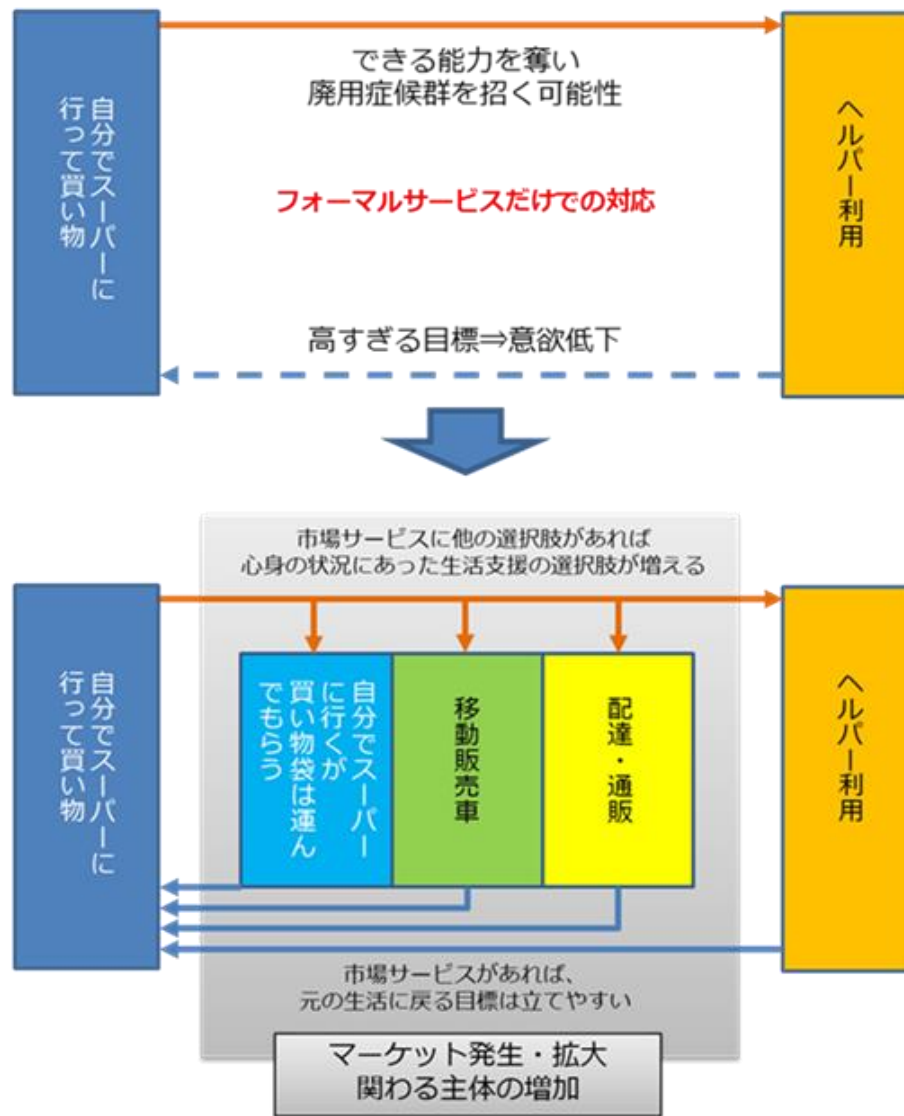 できる能力を奪い
廃用症候群を招く可能性
自分でスーパーに
行って買い物
フォーマルサービスだけでの対応
ヘルパー利用
高すぎる目標⇒意欲低下
市場サービスに他の選択肢があれば
心身の状況にあった生活支援の選択肢が増える
自分でスーパーに
行って買い物
自分でスーパー
に行くが
買い物袋は運ん
でもらう
移動販売車
配達・通販
ヘルパー利用
市場サービスがあれば、
元の生活に戻る目標は立てやすい
マーケット発生・拡大
関わる主体の増加